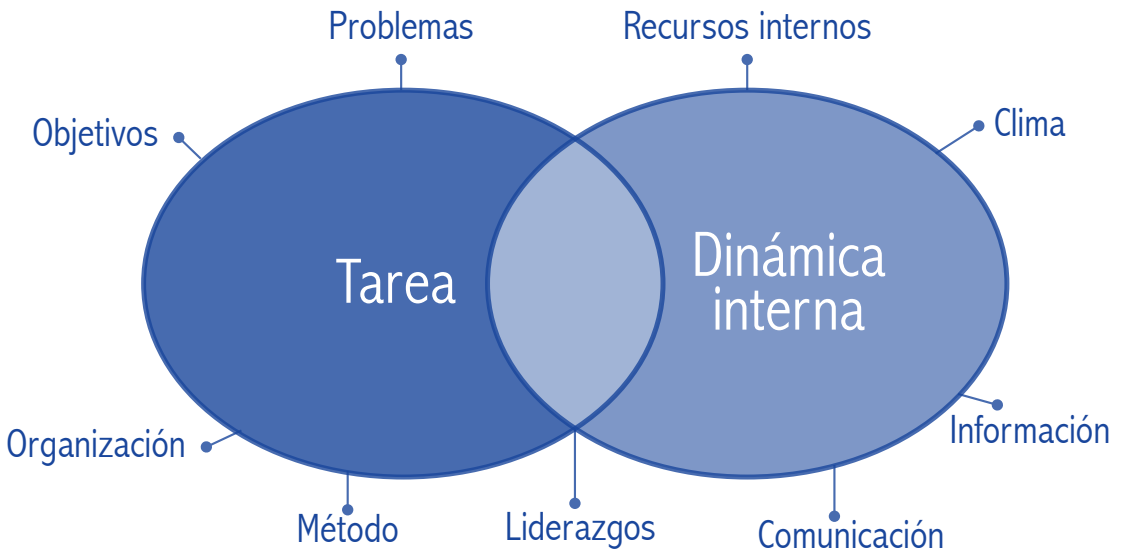 Problemas
Recursos internos
Objetivos
Clima
Tarea
Dinámica
interna
Organización
Información
Método
Liderazgos
Comunicación